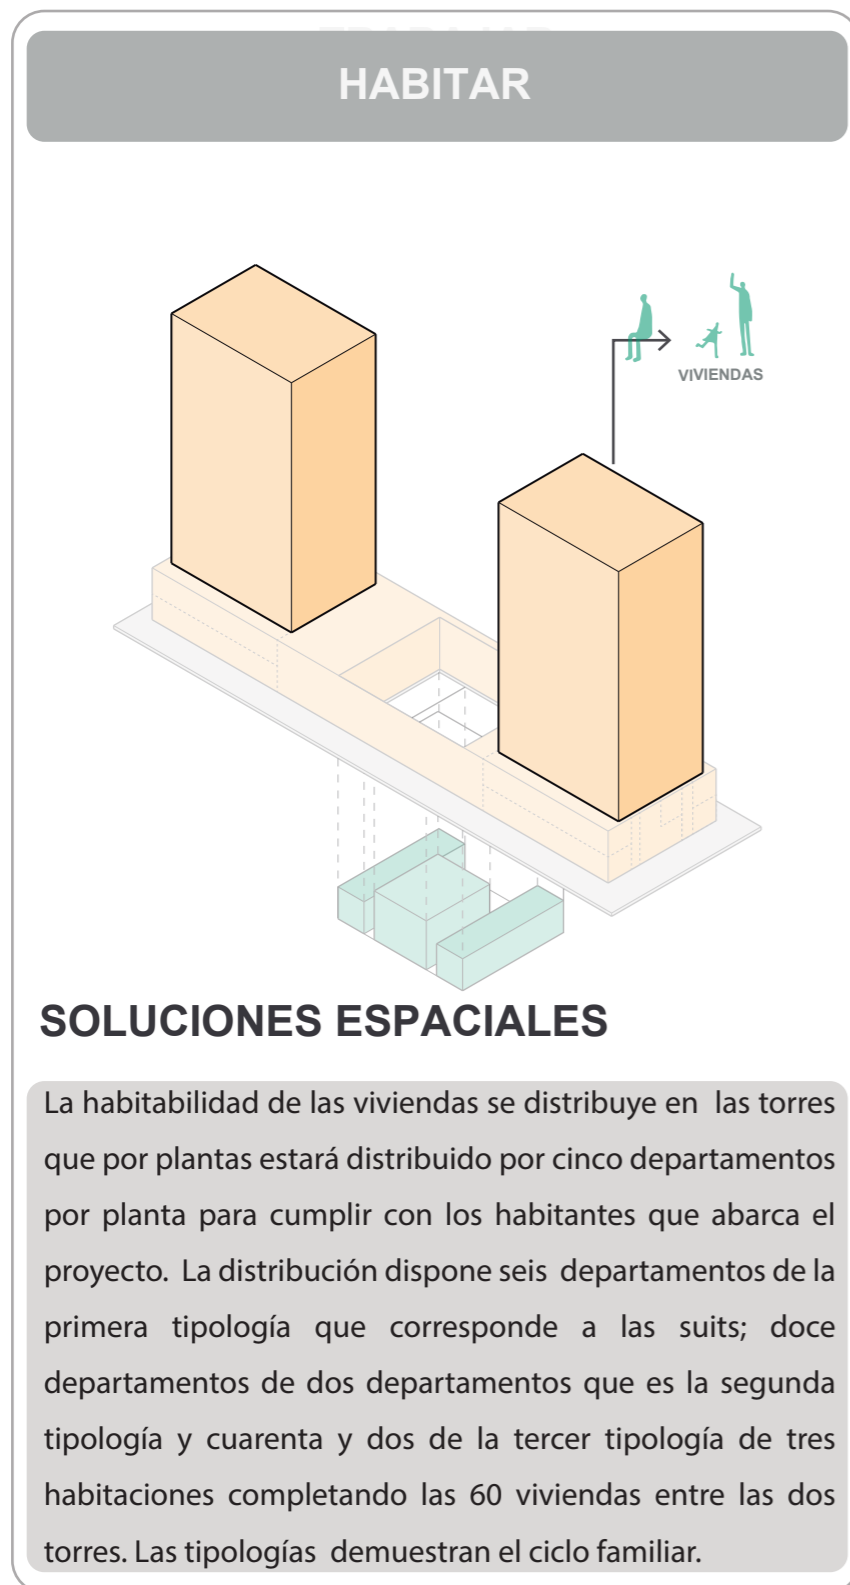 HABITAR
VIVIENDAS
SOLUCIONES ESPACIALES
La habitabilidad de las viviendas se distribuye en las torres
que por plantas estará distribuido por cinco departamentos
por planta para cumplir con los habitantes que abarca el
proyecto. La distribución dispone seis departamentos de la
primera tipología que corresponde a las suits; doce
departamentos de dos departamentos que es la segunda
tipología y cuarenta y dos de la tercer tipología de tres
habitaciones completando las 60 viviendas entre las dos
torres. Las tipologías demuestran el ciclo familiar.